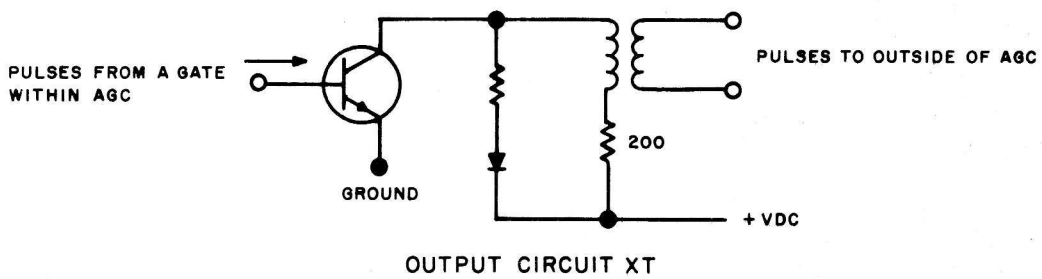 PULSES FROM A GATE
WITHIN AGC
GROUND
200
PULSES TO OUTSIDE OF AGC
+ VDC
OUTPUT CIRCUIT XT